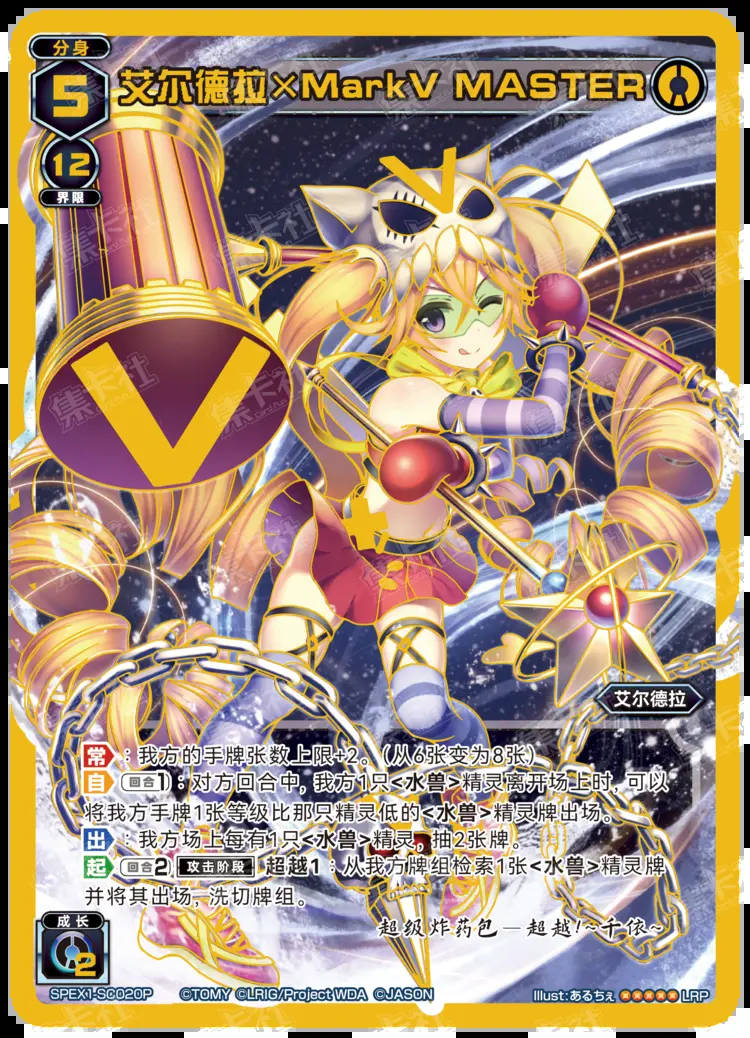 分身
5
艾尔德拉×MarkV MASTER
12
界限
V
V
艾尔德拉
常：我方的手牌张数上限+2。（从6张变为8张）
自 回合1：对方回合中，我方1只<水兽>精灵离开场上时，可以
将我方手牌1张等级比那只精灵低的<水兽>精灵牌出场。
出：我方场上每有1只<水兽>精灵。抽2张牌。
起 回合2 攻击阶段 超越1：从我方牌组检索1张<水兽>精灵牌
并将其出场，洗切牌组。
超级炸药包—超越!~千依~
成长
2
SPEX1-SC020P ©TOMY ©LRIG/Project WDA ©JASON Illust:あるちぇ LRP
集卡社